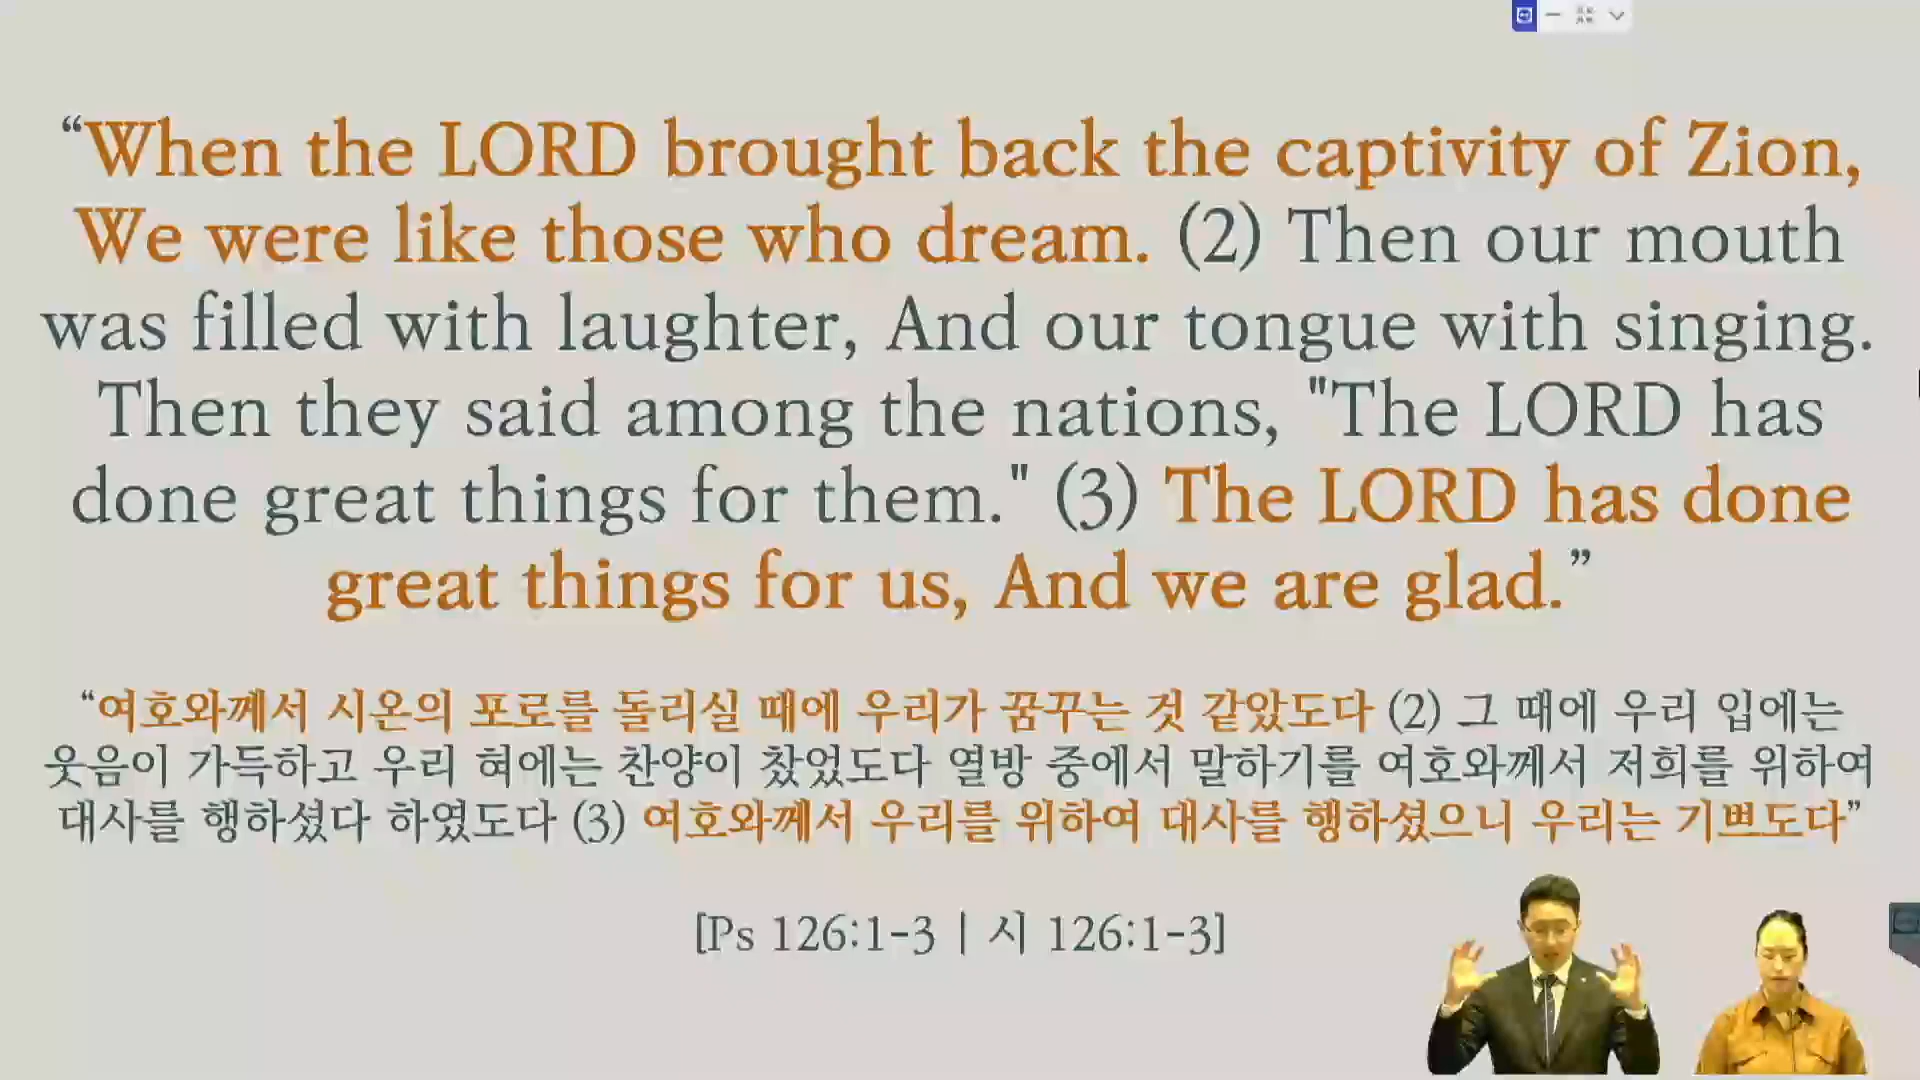 “When the LORD brought back the captivity of Zion,
We were like those who dream. (2) Then our mouth
was filled with laughter, And our tongue with singing.
Then they said among the nations, "The LORD has
done great things for them." (3) The LORD has done
great things for us, And we are glad.”
“여호와께서 시온의 포로를 돌리실 때에 우리가 꿈꾸는 것 같았도다 (2) 그 때에 우리 입에는
웃음이 가득하고 우리 혀에는 찬양이 찼었도다 열방 중에서 말하기를 여호와께서 저희를 위하여
대사를 행하셨다 하였도다 (3) 여호와께서 우리를 위하여 대사를 행하셨으니 우리는 기쁘도다”
[Ps 126:1-3 | 시 126:1-3]